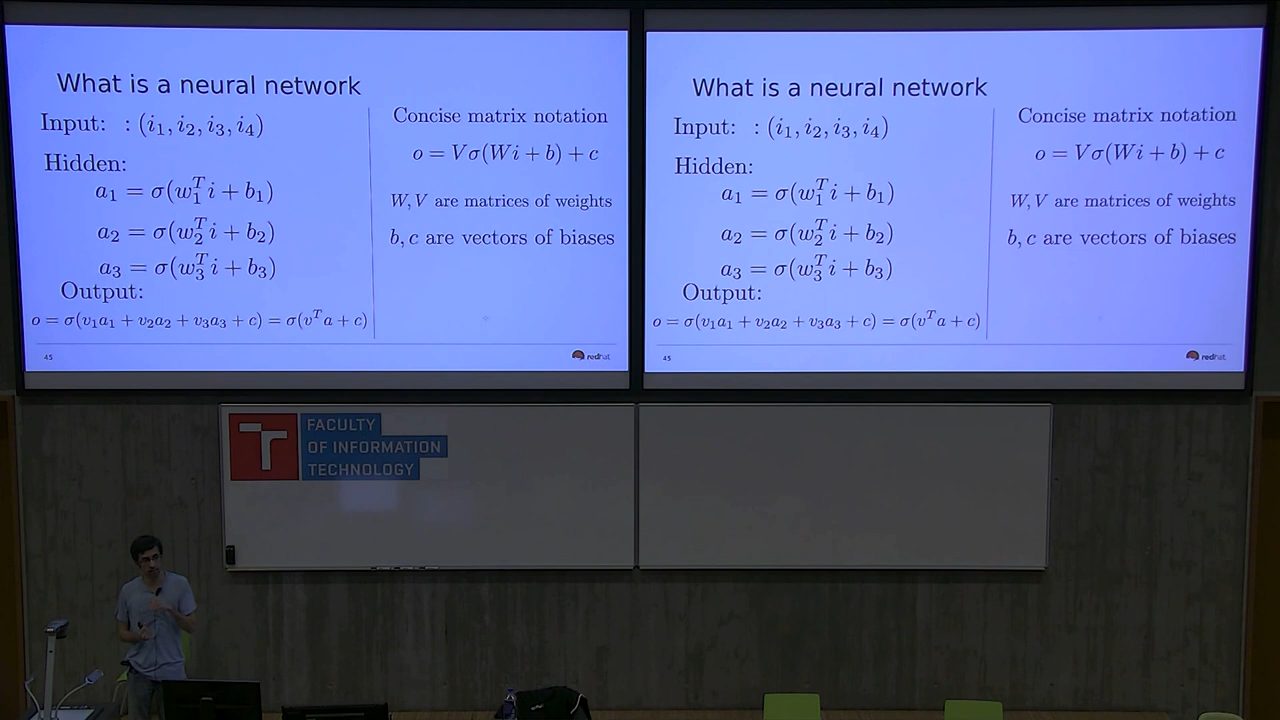 What is a neural network
Input: : (i₁, i₂, i₃, i₄)
Hidden:
a₁ = σ(w₁ᵀi + b₁)
a₂ = σ(w₂ᵀi + b₂)
a₃ = σ(w₃ᵀi + b₃)
Output:
o = σ(v₁a₁ + v₂a₂ + v₃a₃ + c) = σ(vᵀa + c)
Concise matrix notation
o = Vσ(Wi + b) + c
W, V are matrices of weights
b, c are vectors of biases
45
redhat
What is a neural network
Input: : (i₁, i₂, i₃, i₄)
Hidden:
a₁ = σ(w₁ᵀi + b₁)
a₂ = σ(w₂ᵀi + b₂)
a₃ = σ(w₃ᵀi + b₃)
Output:
o = σ(v₁a₁ + v₂a₂ + v₃a₃ + c) = σ(vᵀa + c)
Concise matrix notation
o = Vσ(Wi + b) + c
W, V are matrices of weights
b, c are vectors of biases
45
redhat
T
FACULTY
OF INFORMATION
TECHNOLOGY